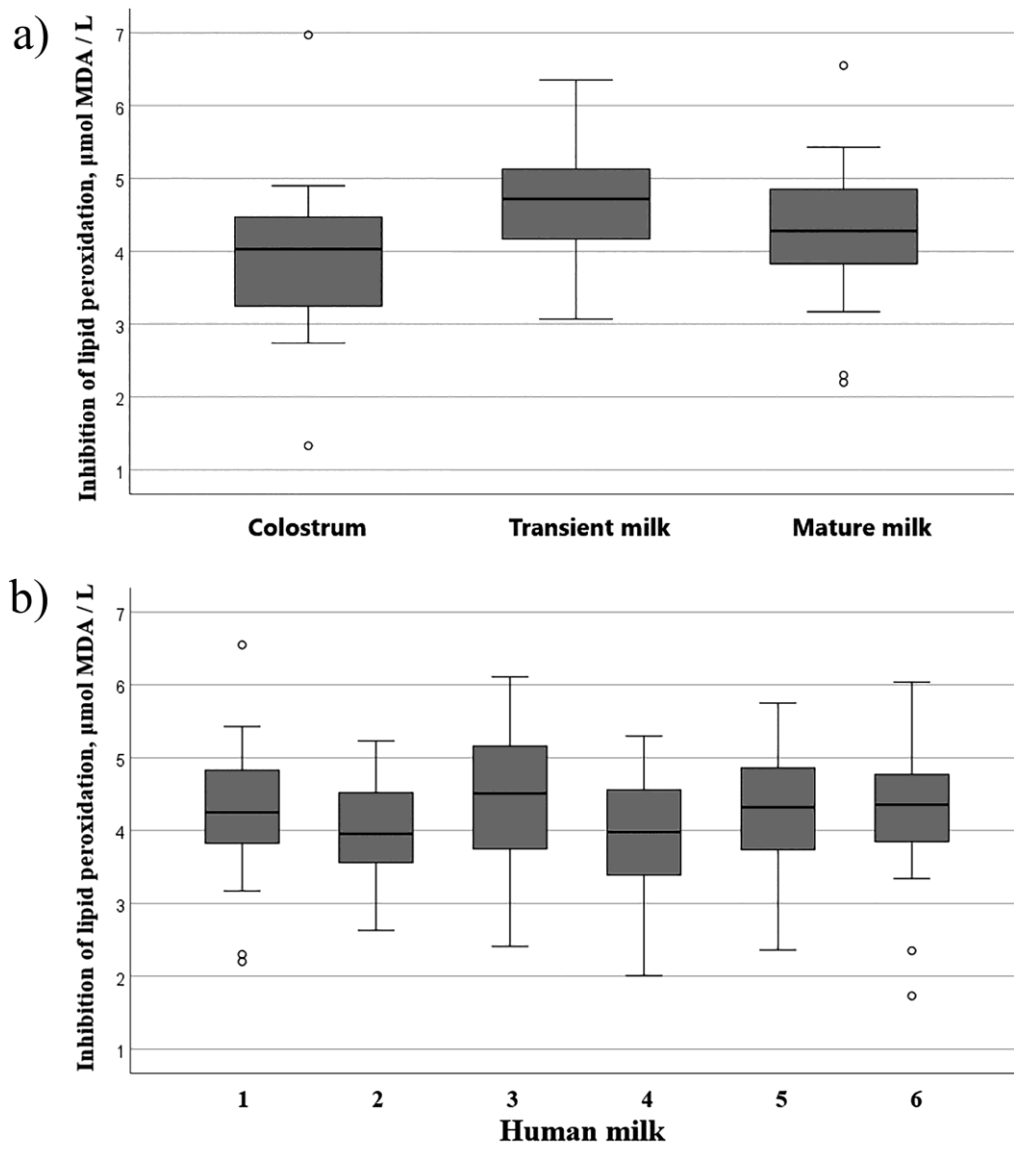 a)
Inhibition of lipid peroxidation, µmol MDA / L
7
6
5
4
3
2
1
Colostrum Transient milk Mature milk
b)
Inhibition of lipid peroxidation, µmol MDA / L
7
6
5
4
3
2
1
1 2 3 4 5 6
Human milk